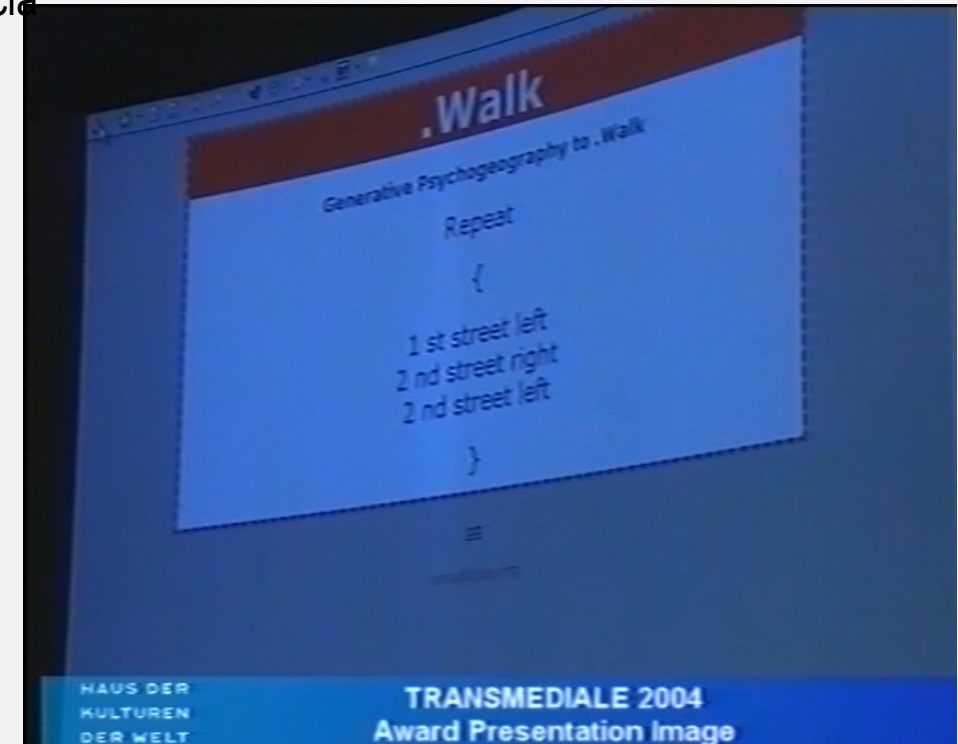 .Walk
Generative Psychogeography to .Walk
Repeat
{
1 st street left
2 nd street right
2 nd street left
}
HAUS DER
KULTUREN
DER WELT
TRANSMEDIALE 2004
Award Presentation Image